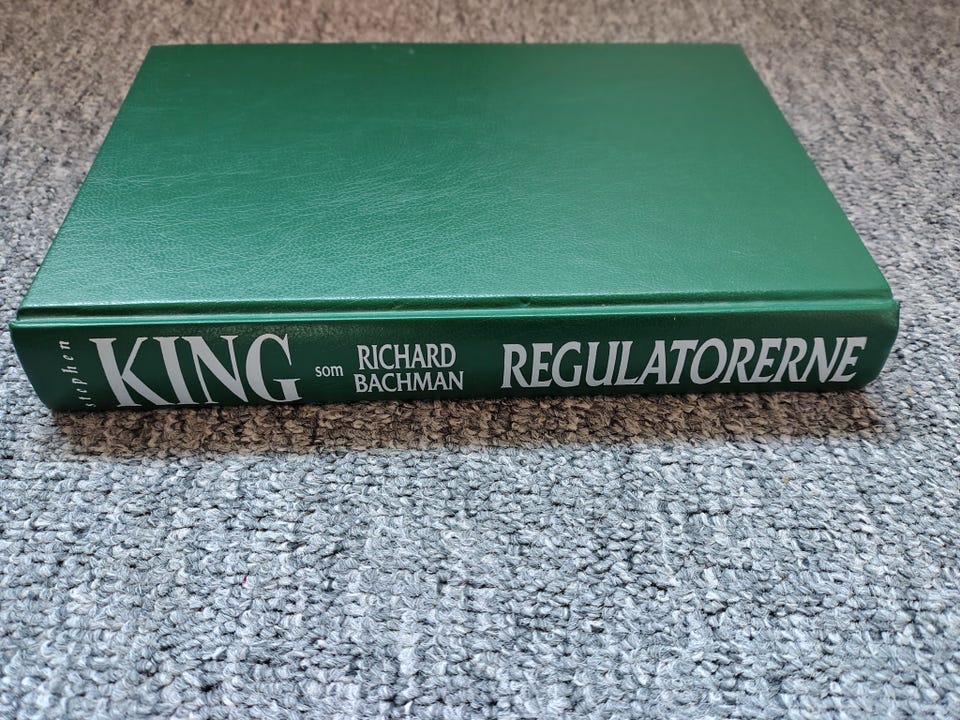 stephen
KING
som
RICHARD
BACHMAN
REGULATORERNE